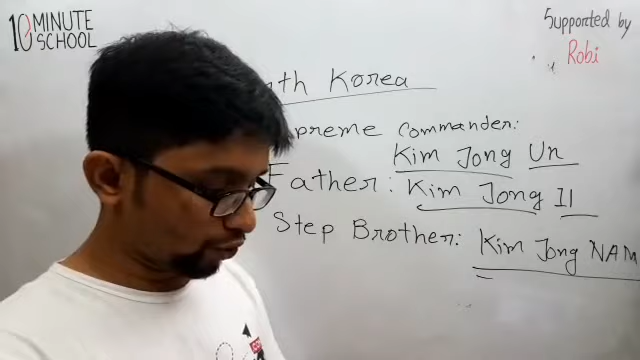 10 MINUTE SCHOOL
Supported by
Robi
th Korea
preme commander:
Kim Jong Un
Father: Kim Jong Il
Step Brother: Kim Jong NAM